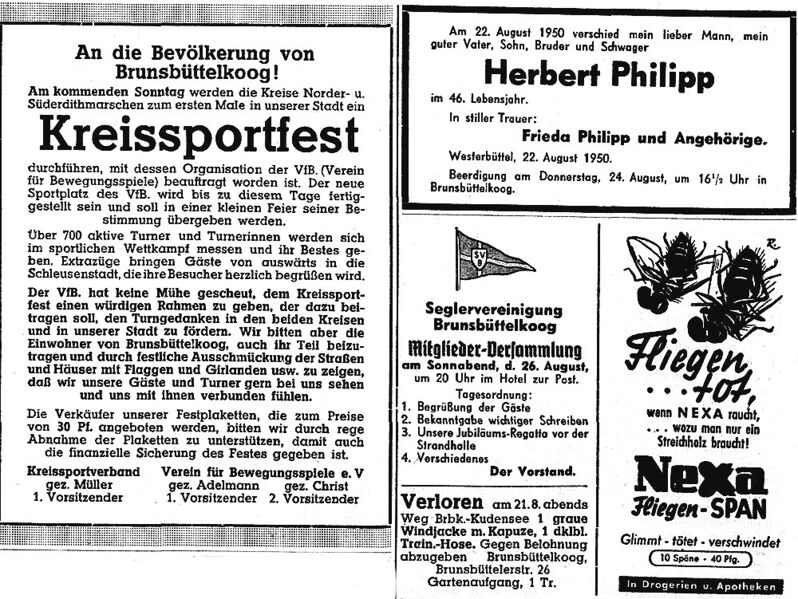 An die Bevölkerung von
Brunsbüttelkoog!
Am kommenden Sonntag werden die Kreise Norder- u.
Süderdithmarschen zum ersten Male in unserer Stadt ein
Kreissportfest
durchführen, mit dessen Organisation der VfB. (Verein
für Bewegungsspiele) beauftragt worden ist. Der neue
Sportplatz des VfB. wird bis zu diesem Tage fertig-
gestellt sein und soll in einer kleinen Feier seiner Be-
stimmung übergeben werden.
Über 700 aktive Turner und Turnerinnen werden sich
im sportlichen Wettkampf messen und ihr Bestes ge-
ben. Extrazüge bringen Gäste von auswärts in die
Schleusenstadt, die ihre Besucher herzlich begrüßen wird.
Der VfB. hat keine Mühe gescheut, dem Kreissport-
fest einen würdigen Rahmen zu geben, der dazu bei-
tragen soll, den Turngedanken in den beiden Kreisen
und in unserer Stadt zu fördern. Wir bitten aber die
Einwohner von Brunsbüttelkoog, auch ihr Teil beizu-
tragen und durch festliche Ausschmückung der Straßen
und Häuser mit Flaggen und Girlanden usw. zu zeigen,
daß wir unsere Gäste und Turner gern bei uns sehen
und uns mit ihnen verbunden fühlen.
Die Verkäufer unserer Festplaketten, die zum Preise
von 30 Pf. angeboten werden, bitten wir durch rege
Abnahme der Plaketten zu unterstützen, damit auch
die finanzielle Sicherung des Festes gegeben ist.
Kreissportverband Verein für Bewegungsspiele e. V
gez. Müller gez. Adelmann gez. Christ
1. Vorsitzender 1. Vorsitzender 2. Vorsitzender
Am 22. August 1950 verschied mein lieber Mann, mein
guter Vater, Sohn, Bruder und Schwager
Herbert Philipp
im 46. Lebensjahr.
In stiller Trauer:
Frieda Philipp und Angehörige.
Westerbüttel, 22. August 1950.
Beerdigung am Donnerstag, 24. August, um 16½ Uhr in
Brunsbüttelkoog.
SV
B
Seglervereinigung
Brunsbüttelkoog
Mitglieder-Versammlung
am Sonnabend, d. 26. August,
um 20 Uhr im Hotel zur Post.
Tagesordnung:
1. Begrüßung der Gäste
2. Bekanntgabe wichtiger Schreiben
3. Unsere Jubiläums-Regatta vor der
Strandhalle
4. Verschiedenes
Der Vorstand.
Verloren am 21.8. abends
Weg Brbk.-Kudensee 1 graue
Windjacke m. Kapuze, 1 dklbl.
Train.-Hose. Gegen Belohnung
abzugeben Brunsbüttelkoog,
Brunsbüttelerstr. 26
Gartenaufgang, 1 Tr.
Fliegen
... tot,
wenn NEXA raucht,
... wozu man nur ein
Streichholz braucht!
Nexa
Fliegen-SPAN
Glimmt - tötet - verschwindet
10 Späne · 40 Pfg.
In Drogerien u. Apotheken